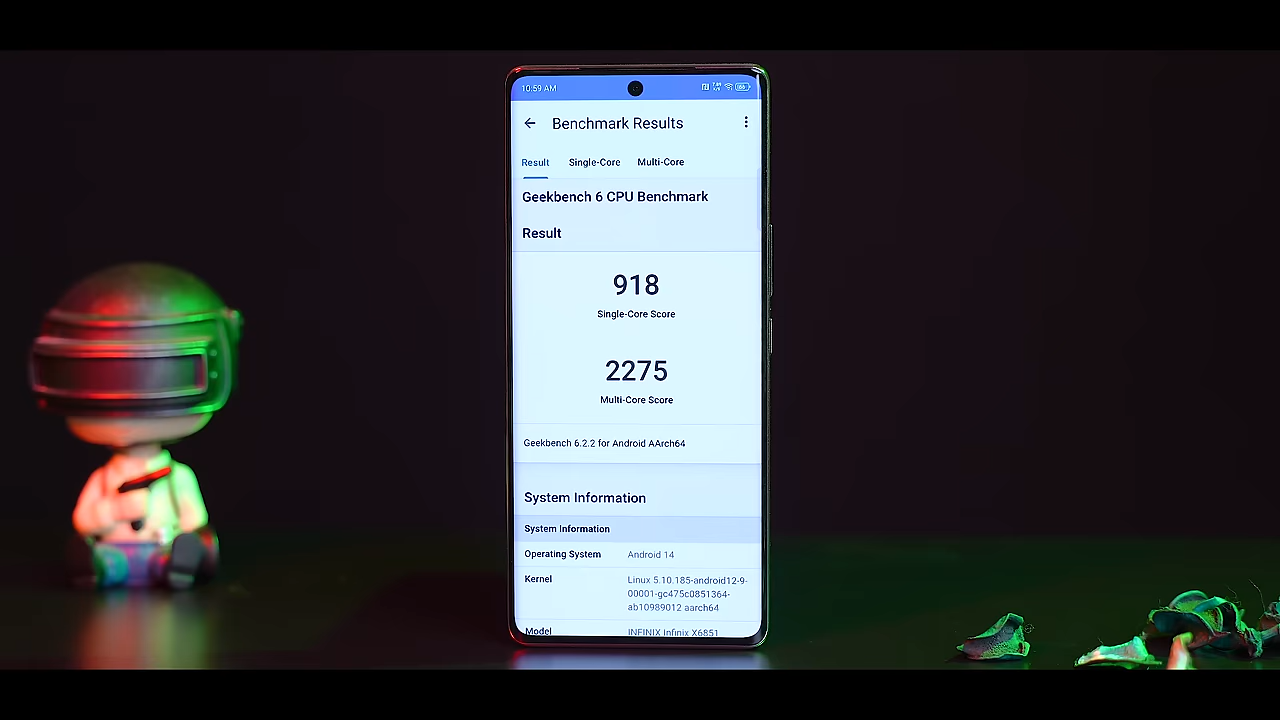 10:59 AM
Benchmark Results
Result Single-Core Multi-Core
Geekbench 6 CPU Benchmark
Result
918
Single-Core Score
2275
Multi-Core Score
Geekbench 6.2.2 for Android AArch64
System Information
System Information
Operating System Android 14
Kernel Linux 5.10.185-android12-9-
00001-gc475c0851364-
ab10989012 aarch64
Model INFINIX Infinix X6851